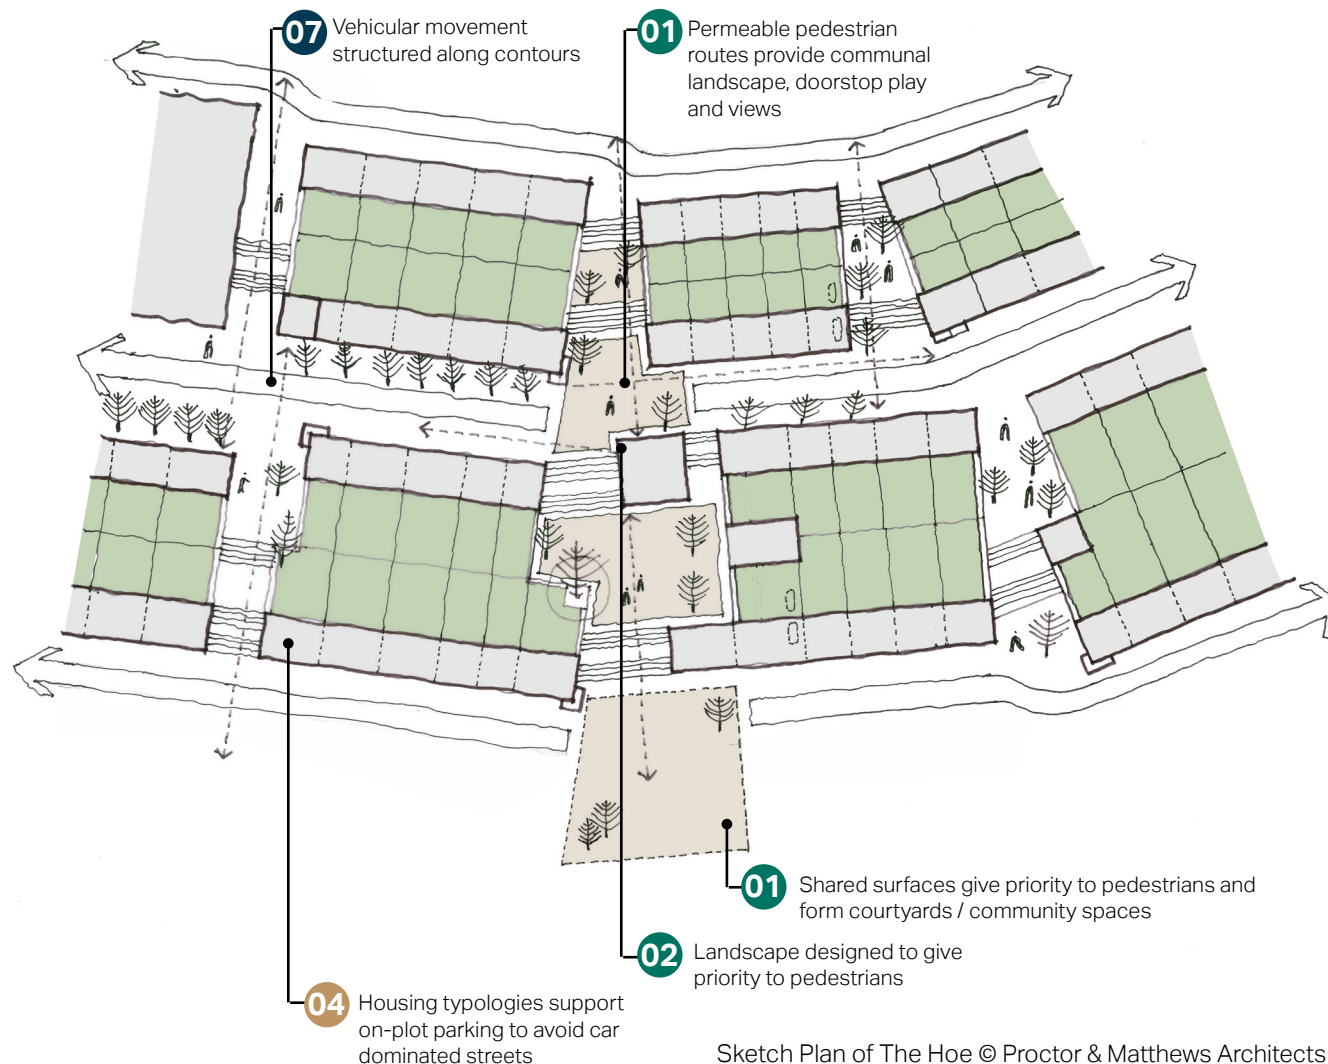 07
Vehicular movement
structured along contours
01
Permeable pedestrian
routes provide communal
landscape, doorstop play
and views
01
Shared surfaces give priority to pedestrians and
form courtyards / community spaces
02
Landscape designed to give
priority to pedestrians
04
Housing typologies support
on-plot parking to avoid car
dominated streets
Sketch Plan of The Hoe © Proctor & Matthews Architects